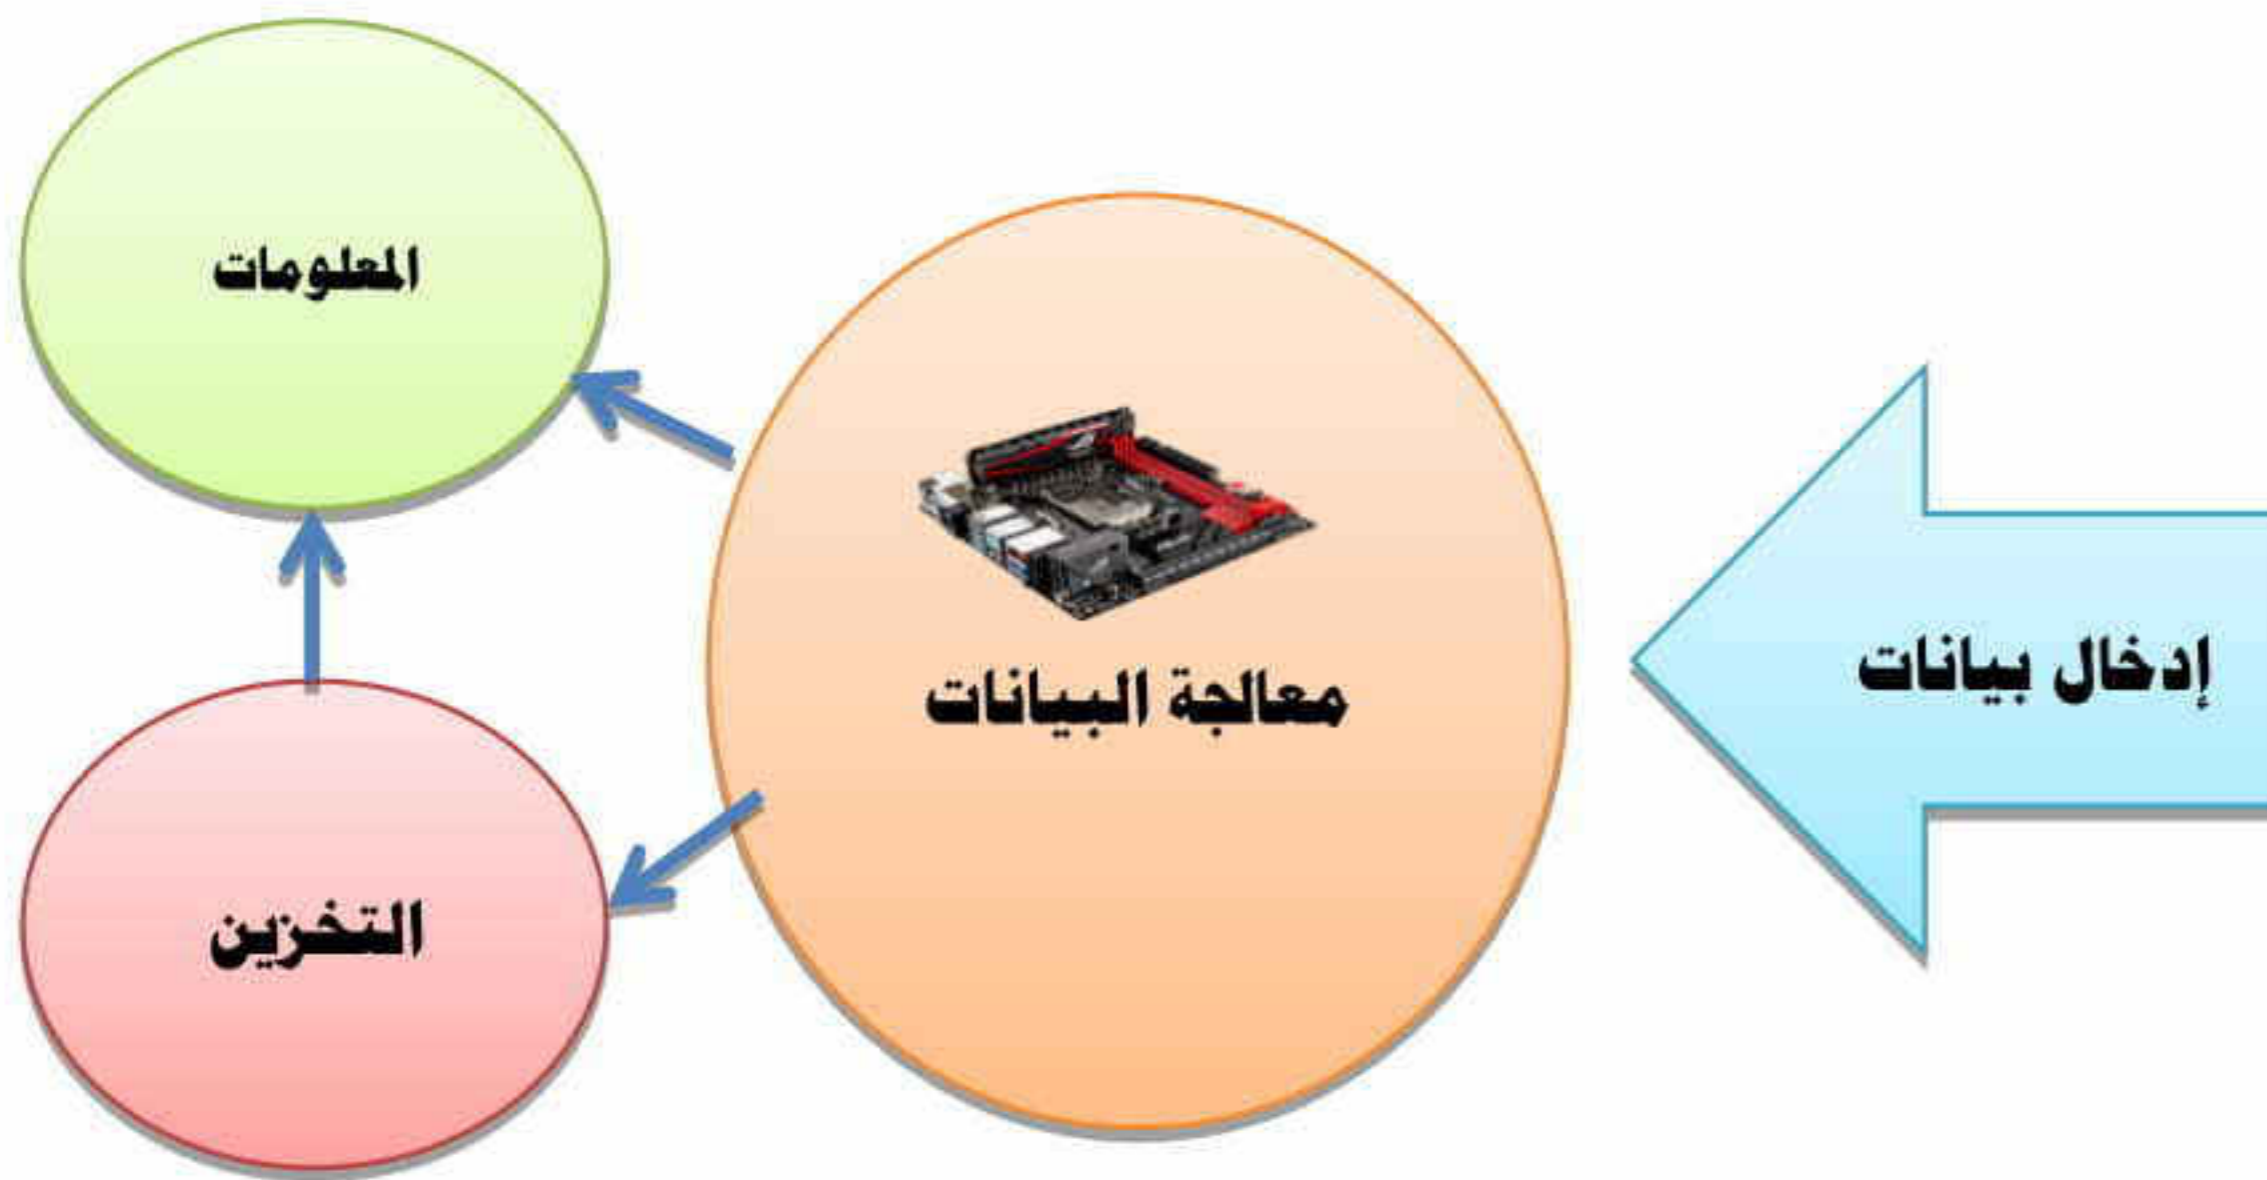 إدخال بيانات
معالجة البيانات
المعلومات
التخزين